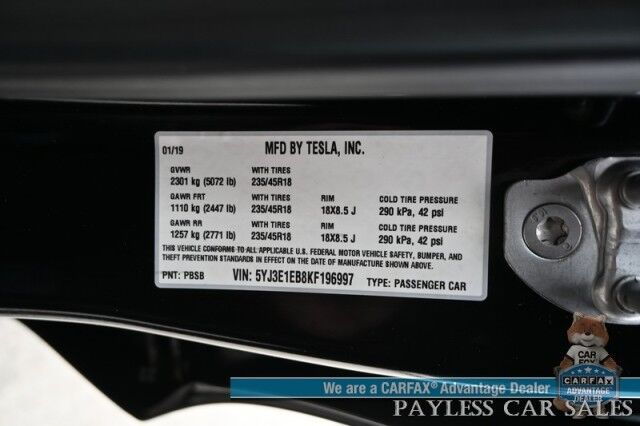 01/19 MFD BY TESLA, INC.
GVWR WITH TIRES
2301 kg (5072 lb) 235/45R18
GAWR FRT WITH TIRES RIM COLD TIRE PRESSURE
1110 kg (2447 lb) 235/45R18 18X8.5 J 290 kPa, 42 psi
GAWR RR WITH TIRES RIM COLD TIRE PRESSURE
1257 kg (2771 lb) 235/45R18 18X8.5 J 290 kPa, 42 psi
THIS VEHICLE CONFORMS TO ALL APPLICABLE U.S. FEDERAL MOTOR VEHICLE SAFETY, BUMPER, AND
THEFT PREVENTION STANDARDS IN EFFECT ON THE DATE OF MANUFACTURE SHOWN ABOVE.
PNT: PBSB VIN: 5YJ3E1EB8KF196997 TYPE: PASSENGER CAR
CAR
FOX
CARFAX
ADVANTAGE
DEALER
We are a CARFAX® Advantage Dealer
PAYLESS CAR SALES